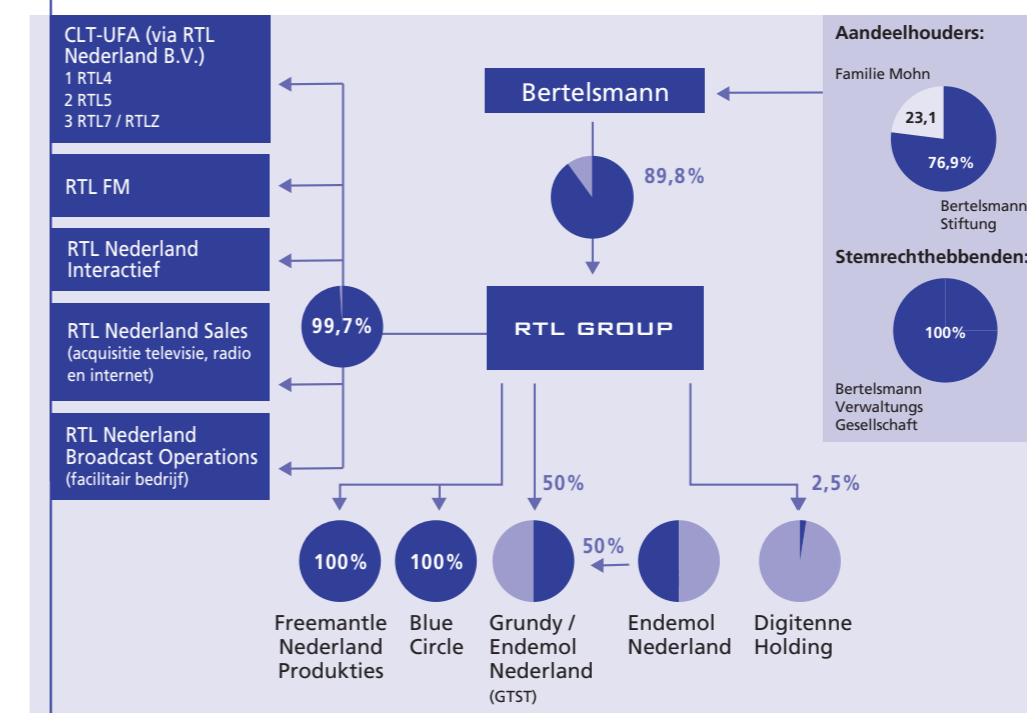 CLT-UFA (via RTL
Nederland B.V.)
1 RTL4
2 RTL5
3 RTL7 / RTLZ
RTL FM
RTL Nederland
Interactief
RTL Nederland Sales
(acquisitie televisie, radio
en internet)
RTL Nederland
Broadcast Operations
(facilitair bedrijf)
99,7%
Bertelsmann
89,8%
RTL GROUP
Aandeelhouders:
Familie Mohn
23,1
76,9%
Bertelsmann
Stiftung
Stemrechthebbenden:
100%
Bertelsmann
Verwaltungs
Gesellschaft
50%
2,5%
100%
100%
50%
Freemantle
Nederland
Produkties
Blue
Circle
Grundy /
Endemol
Nederland
(GTST)
Endemol
Nederland
Digitenne
Holding